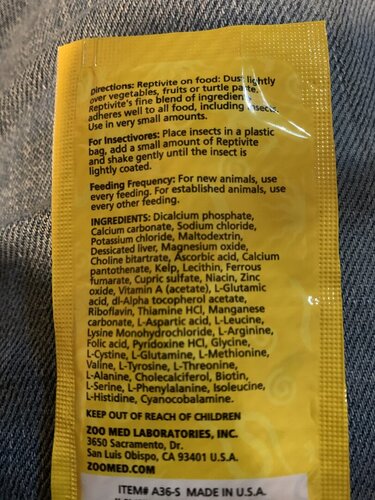 Directions: Reptivite on food: Dust lightly
over vegetables, fruits or turtle paste.
Reptivite's fine blend of ingredients
adheres well to all food, including insects.
Use in very small amounts.
For Insectivores: Place insects in a plastic
bag, add a small amount of Reptivite
and shake gently until the insect is
lightly coated.
Feeding Frequency: For new animals, use
every feeding. For established animals, use
every other feeding.
INGREDIENTS: Dicalcium phosphate,
Calcium carbonate, Sodium chloride,
Potassium chloride, Maltodextrin,
Dessicated liver, Magnesium oxide,
Choline bitartrate, Ascorbic acid, Calcium
pantothenate, Kelp, Lecithin, Ferrous
fumarate, Cupric sulfate, Niacin, Zinc
oxide, Vitamin A (acetate), L-Glutamic
acid, dl-Alpha tocopherol acetate,
Riboflavin, Thiamine HCl, Manganese
carbonate, L-Aspartic acid, L-Leucine,
Lysine Monohydrochloride, L-Arginine,
Folic acid, Pyridoxine HCl, Glycine,
L-Cystine, L-Glutamine, L-Methionine,
Valine, L-Tyrosine, L-Threonine,
L-Alanine, Cholecalciferol, Biotin,
L-Serine, L-Phenylalanine, Isoleucine,
L-Histidine, Cyanocobalamine.
KEEP OUT OF REACH OF CHILDREN
ZOO MED LABORATORIES, INC.
3650 Sacramento, Dr.
San Luis Obispo, CA 93401 U.S.A.
ZOOMED.COM
ITEM# A36-S MADE IN U.S.A.